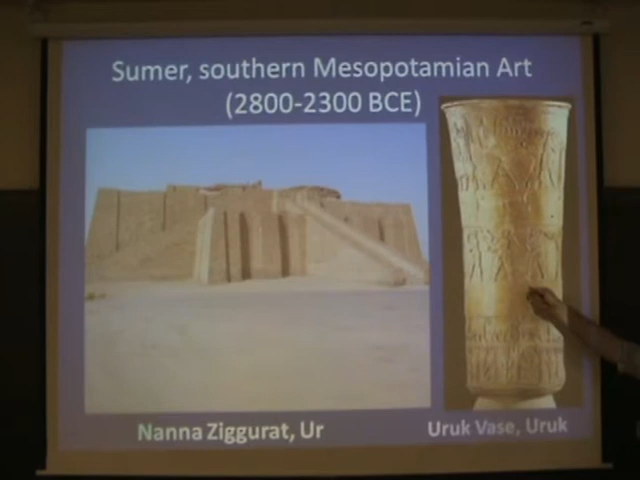 Sumer, southern Mesopotamian Art
(2800-2300 BCE)
Nanna Ziggurat, Ur
Uruk Vase, Uruk